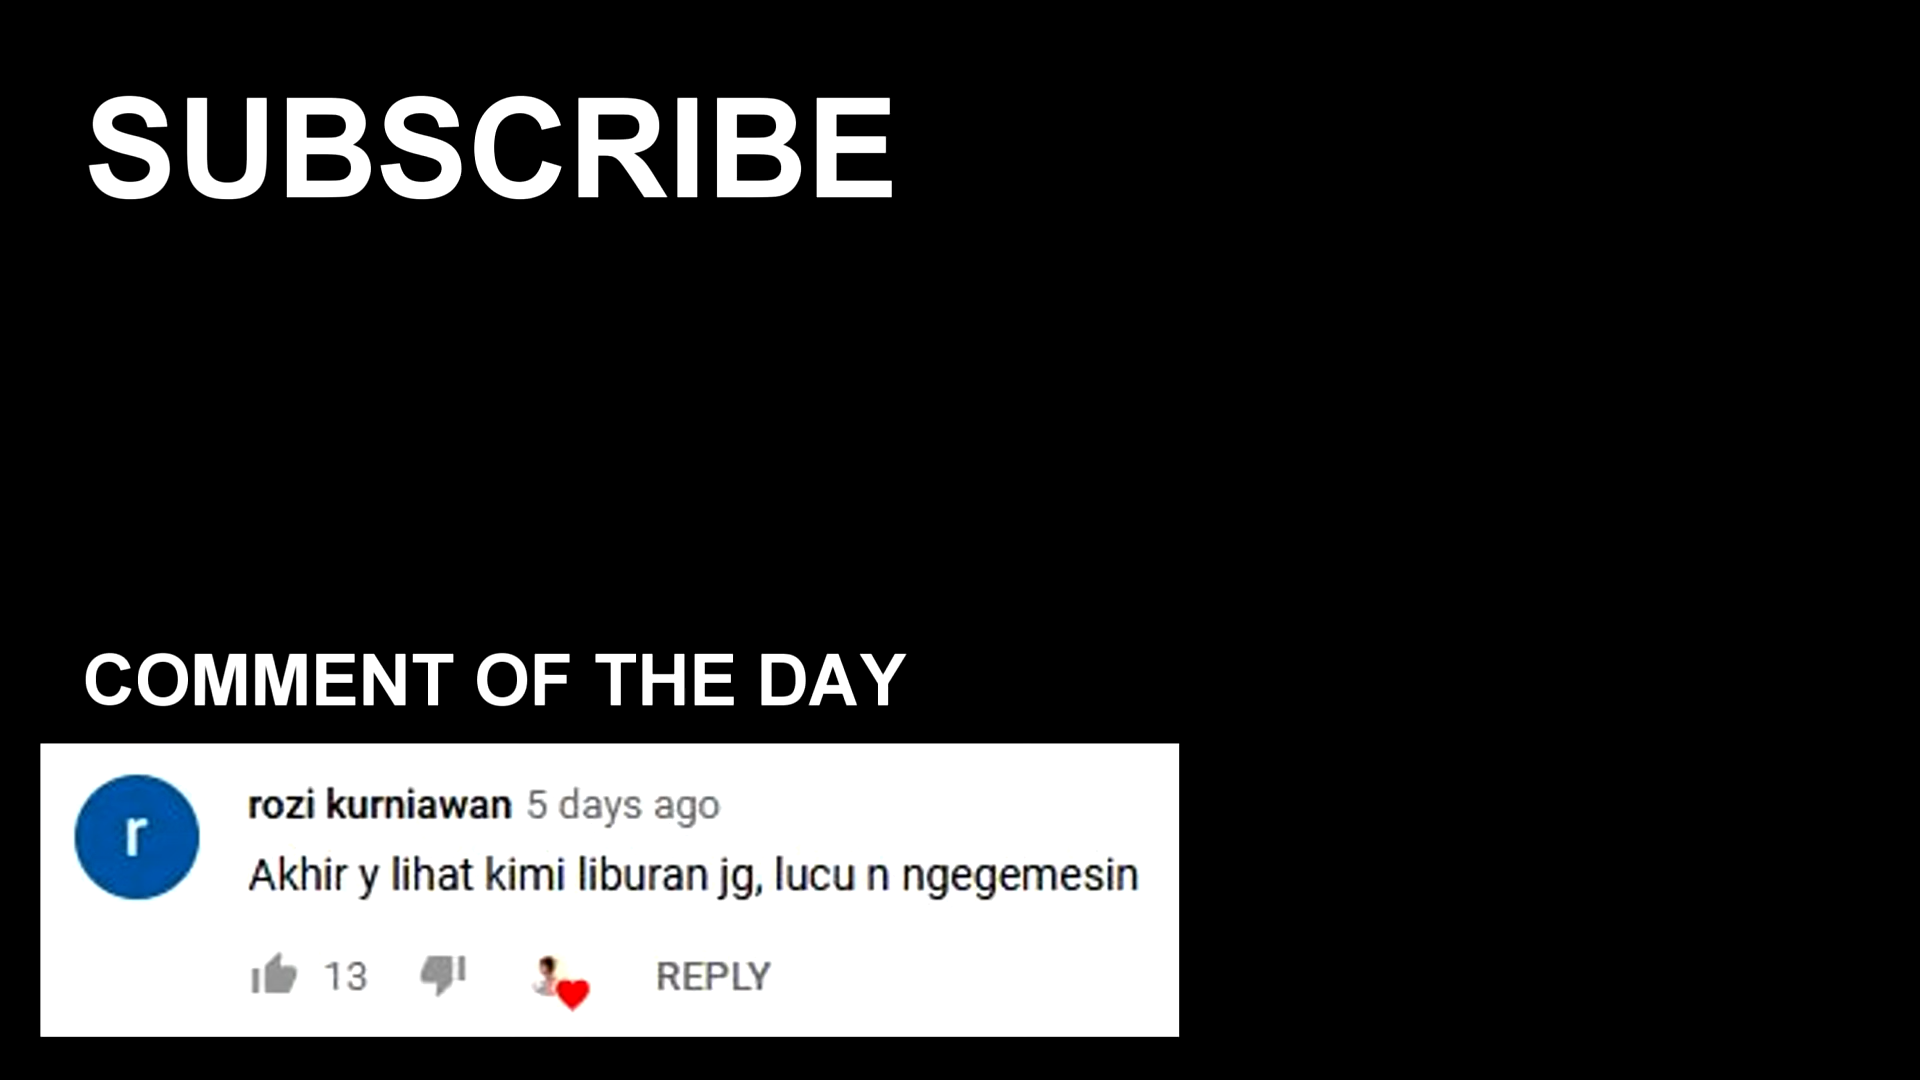 SUBSCRIBE
COMMENT OF THE DAY
r
rozi kurniawan 5 days ago
Akhir y lihat kimi liburan jg, lucu n ngegemesin
13 REPLY